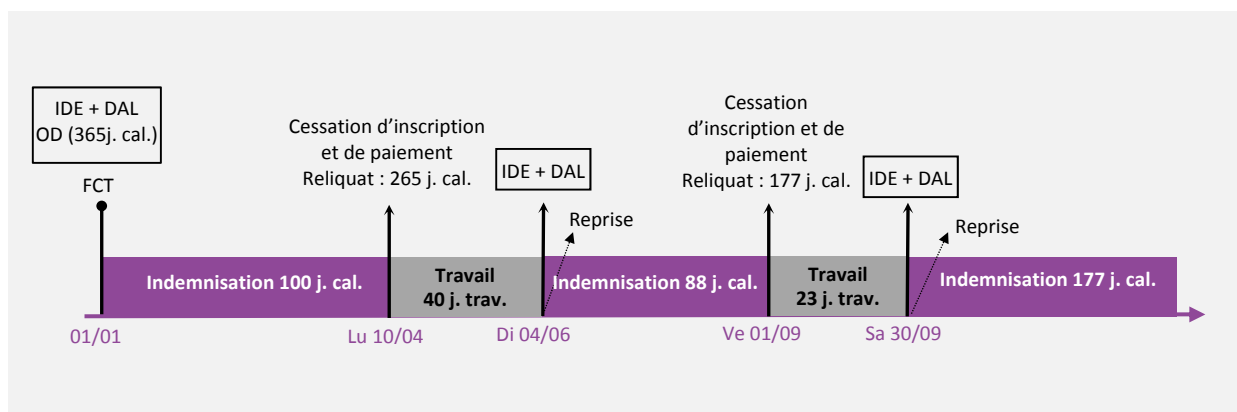 IDE + DAL
OD (365j. cal.)
FCT
Cessation d’inscription
et de paiement
Reliquat : 265 j. cal.
IDE + DAL
Reprise
Cessation
d’inscription et de
paiement
Reliquat : 177 j. cal.
IDE + DAL
Reprise
Indemnisation 100 j. cal.
Travail
40 j. trav.
Indemnisation 88 j. cal.
Travail
23 j. trav.
Indemnisation 177 j. cal.
01/01
Lu 10/04
Di 04/06
Ve 01/09
Sa 30/09